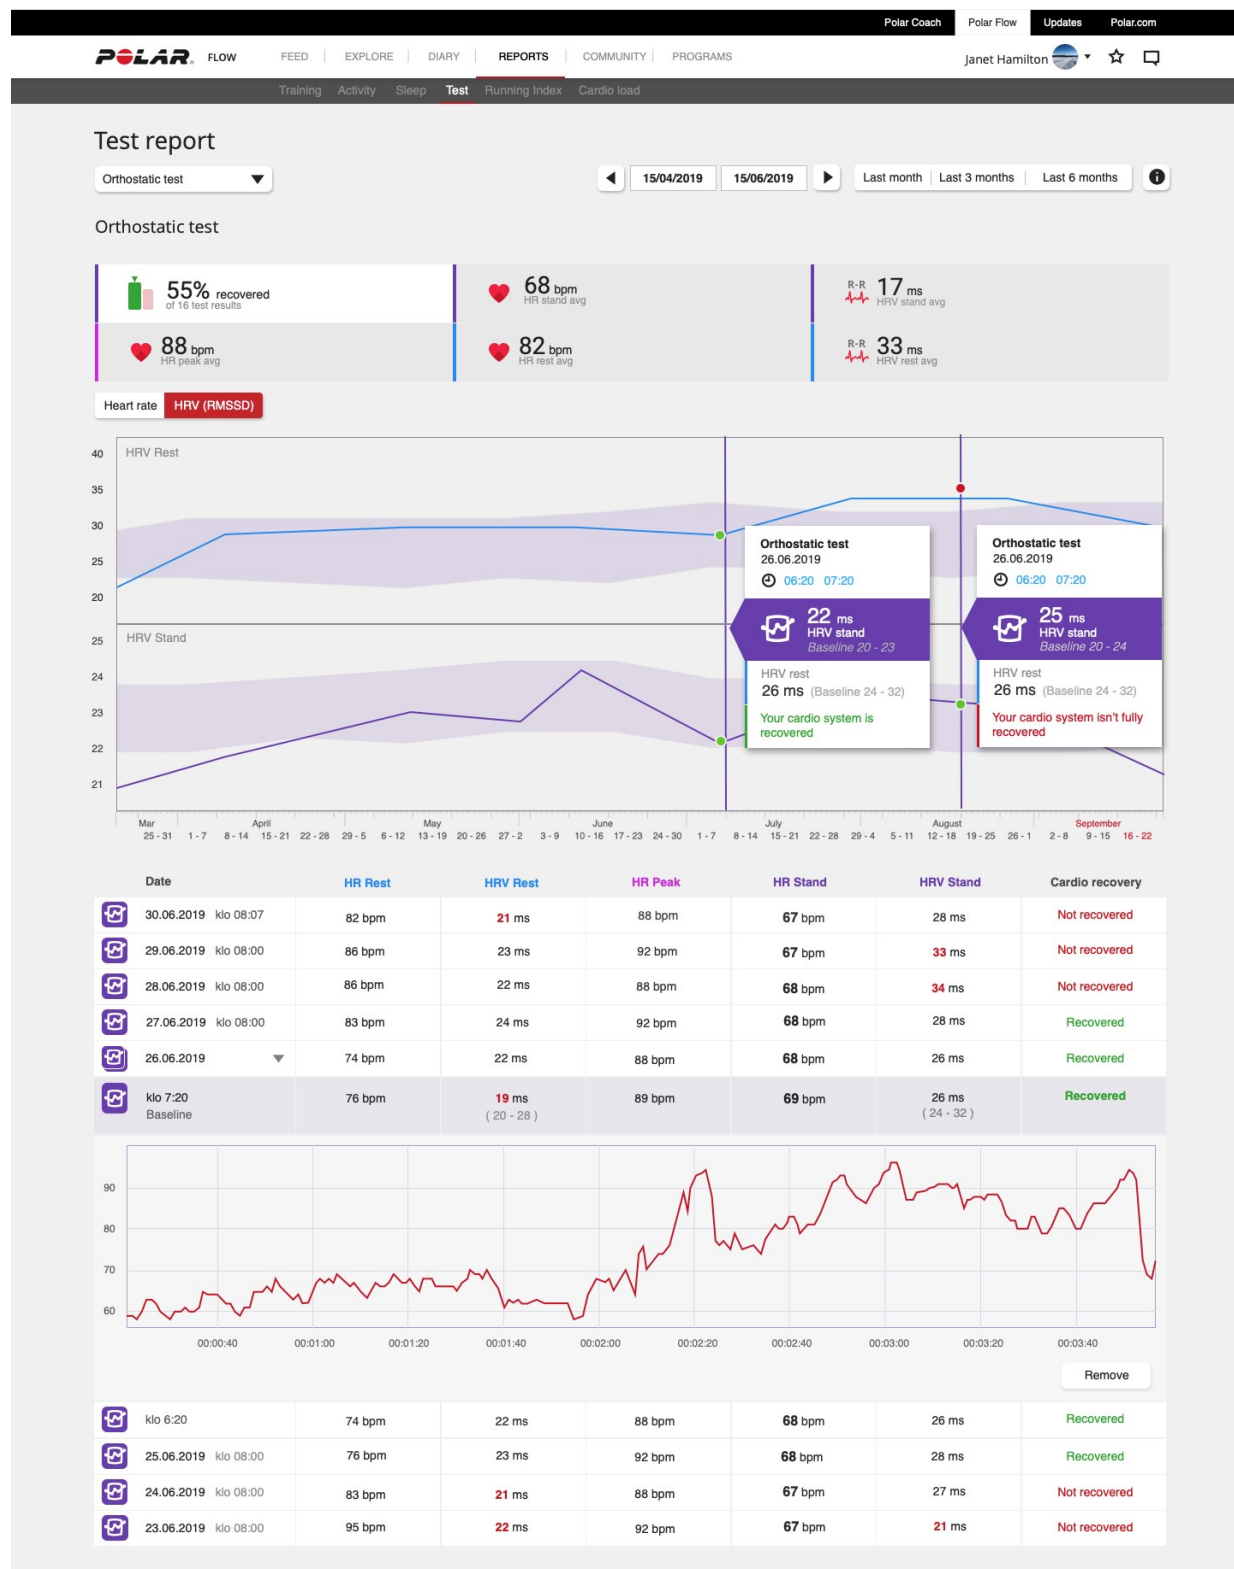 Polar Coach Polar Flow Updates Polar.com
POLAR. FLOW FEED EXPLORE DIARY REPORTS COMMUNITY PROGRAMS Janet Hamilton
Training Activity Sleep Test Running Index Cardio load
Test report
Orthostatic test 15/04/2019 15/06/2019 Last month Last 3 months Last 6 months
Orthostatic test
55% recovered
of 16 test results
68 bpm
HR stand avg
R-R 17 ms
HRV stand avg
88 bpm
HR peak avg
82 bpm
HR rest avg
R-R 33 ms
HRV rest avg
Heart rate HRV (RMSSD)
HRV Rest
40
35
30
25
20
HRV Stand
25
24
23
22
21
Orthostatic test
26.06.2019
06:20 07:20
22 ms
HRV stand
Baseline 20 - 23
HRV rest
26 ms (Baseline 24 - 32)
Your cardio system is
recovered
Orthostatic test
26.06.2019
06:20 07:20
25 ms
HRV stand
Baseline 20 - 24
HRV rest
26 ms (Baseline 24 - 32)
Your cardio system isn't fully
recovered
Mar April May June July August September
25 - 31 1 - 7 8 - 14 15 - 21 22 - 28 29 - 5 6 - 12 13 - 19 20 - 26 27 - 2 3 - 9 10 - 16 17 - 23 24 - 30 1 - 7 8 - 14 15 - 21 22 - 28 29 - 4 5 - 11 12 - 18 19 - 25 26 - 1 2 - 8 9 - 15 16 - 22
Date HR Rest HRV Rest HR Peak HR Stand HRV Stand Cardio recovery
30.06.2019 klo 08:07 82 bpm 21 ms 88 bpm 67 bpm 28 ms Not recovered
29.06.2019 klo 08:00 86 bpm 23 ms 92 bpm 67 bpm 33 ms Not recovered
28.06.2019 klo 08:00 86 bpm 22 ms 88 bpm 68 bpm 34 ms Not recovered
27.06.2019 klo 08:00 83 bpm 24 ms 92 bpm 68 bpm 28 ms Recovered
26.06.2019 74 bpm 22 ms 88 bpm 68 bpm 26 ms Recovered
klo 7:20 76 bpm 19 ms 89 bpm 69 bpm 26 ms Recovered
Baseline ( 20 - 28 ) ( 24 - 32 )
90
80
70
60
00:00:40 00:01:00 00:01:20 00:01:40 00:02:00 00:02:20 00:02:40 00:03:00 00:03:20 00:03:40
Remove
klo 6:20 74 bpm 22 ms 88 bpm 68 bpm 26 ms Recovered
25.06.2019 klo 08:00 76 bpm 23 ms 92 bpm 68 bpm 28 ms Recovered
24.06.2019 klo 08:00 83 bpm 21 ms 88 bpm 67 bpm 27 ms Not recovered
23.06.2019 klo 08:00 95 bpm 22 ms 92 bpm 67 bpm 21 ms Not recovered